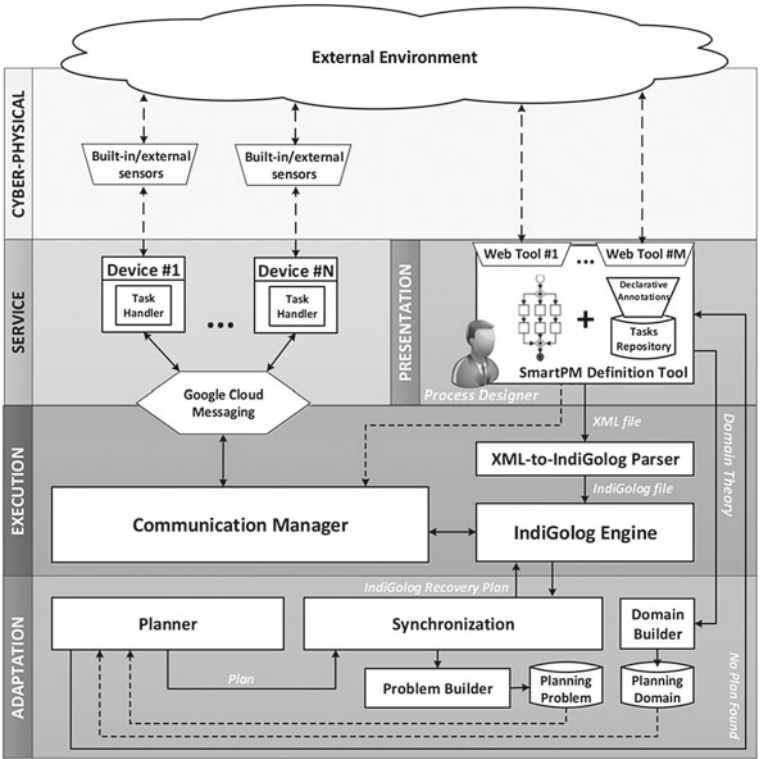 External Environment
CYBER-PHYSICAL
Built-in/external
sensors
Built-in/external
sensors
SERVICE
Device #1
Task
Handler
...
Device #N
Task
Handler
PRESENTATION
Web Tool #1
...
Web Tool #M
Declarative
Annotations
+
Tasks
Repository
SmartPM Definition Tool
Process Designer
Google Cloud
Messaging
EXECUTION
XML file
XML-to-IndiGolog Parser
IndiGolog file
Communication Manager
IndiGolog Engine
Domain Theory
ADAPTATION
IndiGolog Recovery Plan
Planner
Synchronization
Domain
Builder
Plan
Problem Builder
Planning
Problem
Planning
Domain
No Plan Found